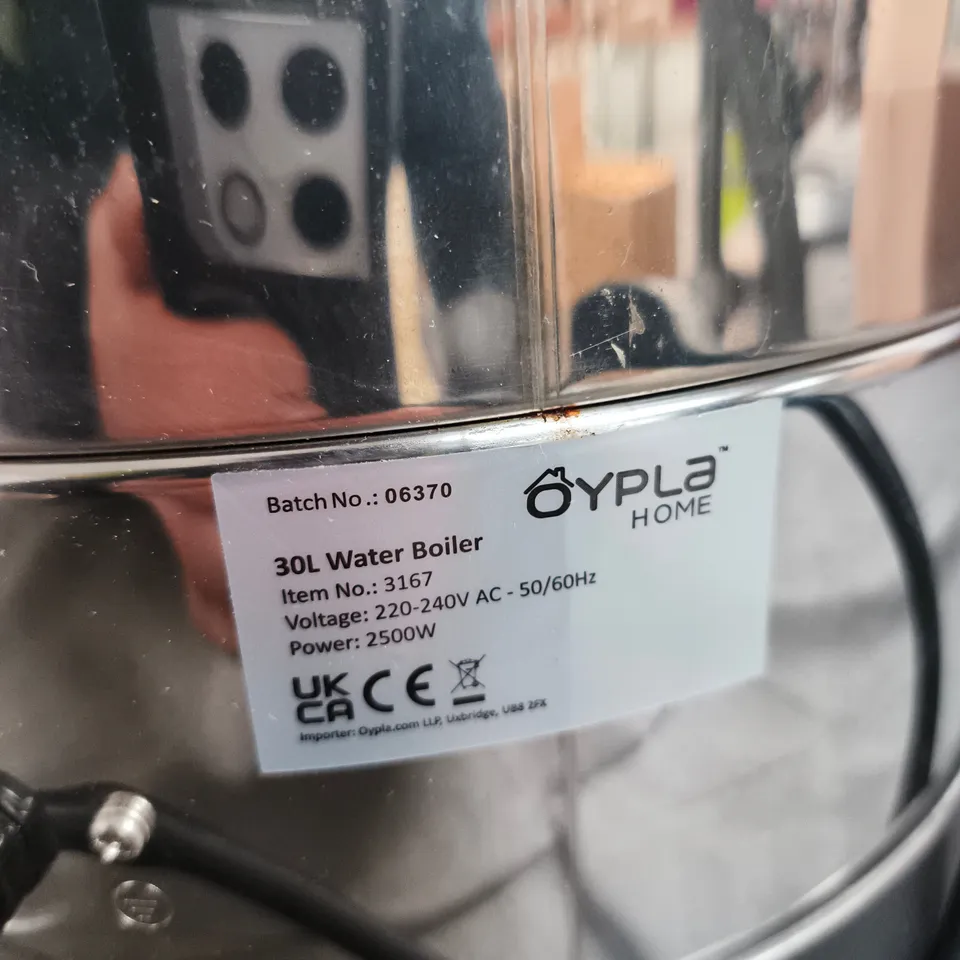 Batch No.: 06370
OYPLa™
HOME
30L Water Boiler
Item No.: 3167
Voltage: 220-240V AC - 50/60Hz
Power: 2500W
UK
CA CE
Importer: Oypla.com LLP, Uxbridge, UB8 2FX